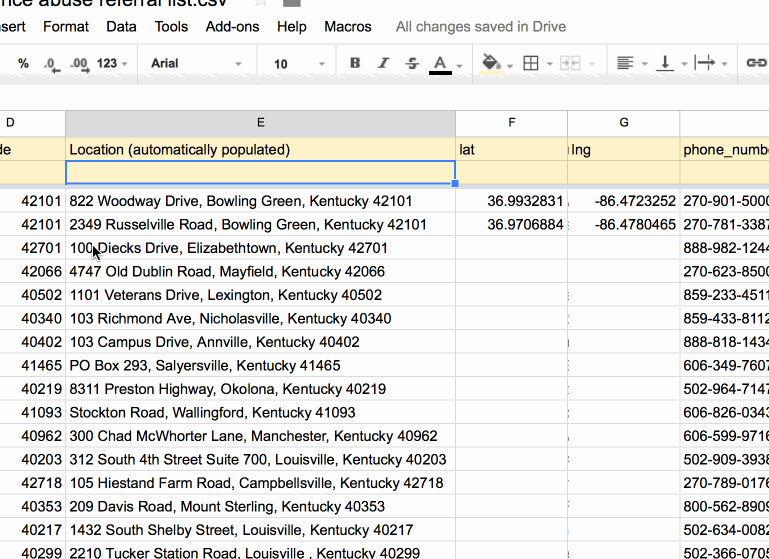 nce abuse referral list.csv
nsert Format Data Tools Add-ons Help Macros All changes saved in Drive
% .0 .00 123 Arial 10 B I S A
D E F G
de Location (automatically populated) lat lng phone_numb
42101 822 Woodway Drive, Bowling Green, Kentucky 42101 36.9932831 -86.4723252 270-901-5000
42101 2349 Russelville Road, Bowling Green, Kentucky 42101 36.9706884 -86.4780465 270-781-3387
42701 100 Diecks Drive, Elizabethtown, Kentucky 42701 888-982-1244
42066 4747 Old Dublin Road, Mayfield, Kentucky 42066 270-623-8500
40502 1101 Veterans Drive, Lexington, Kentucky 40502 859-233-4511
40340 103 Richmond Ave, Nicholasville, Kentucky 40340 859-433-8112
40402 103 Campus Drive, Annville, Kentucky 40402 888-818-1434
41465 PO Box 293, Salyersville, Kentucky 41465 606-349-7607
40219 8311 Preston Highway, Okolona, Kentucky 40219 502-964-7147
41093 Stockton Road, Wallingford, Kentucky 41093 606-826-0343
40962 300 Chad McWhorter Lane, Manchester, Kentucky 40962 606-599-9716
40203 312 South 4th Street Suite 700, Louisville, Kentucky 40203 502-909-3938
42718 105 Hiestand Farm Road, Campbellsville, Kentucky 42718 270-789-0176
40353 209 Davis Road, Mount Sterling, Kentucky 40353 800-562-8909
40217 1432 South Shelby Street, Louisville, Kentucky 40217 502-634-0082
40299 2210 Tucker Station Road, Louisville , Kentucky 40299 502-366-0705